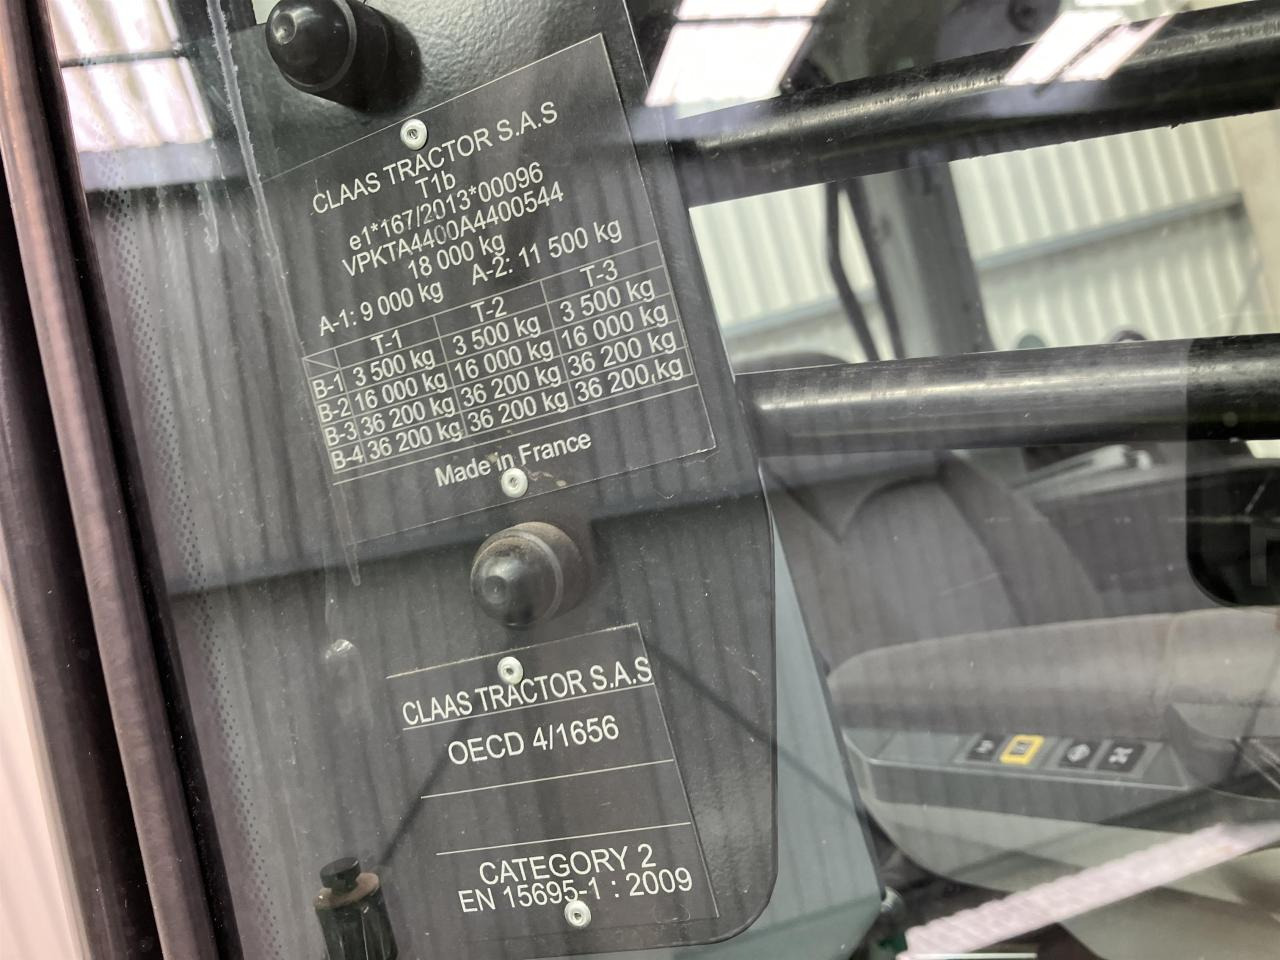 CLAAS TRACTOR S.A.S
T1b
e1*167/2013*00096
VPKTA4400A4400544
18 000 kg
A-1: 9 000 kg A-2: 11 500 kg
T-1 T-2 T-3
B-1 3 500 kg 3 500 kg 3 500 kg
B-2 16 000 kg 16 000 kg 16 000 kg
B-3 36 200 kg 36 200 kg 36 200 kg
B-4 36 200 kg 36 200 kg 36 200 kg
Made in France
CLAAS TRACTOR S.A.S
OECD 4/1656
CATEGORY 2
EN 15695-1 : 2009